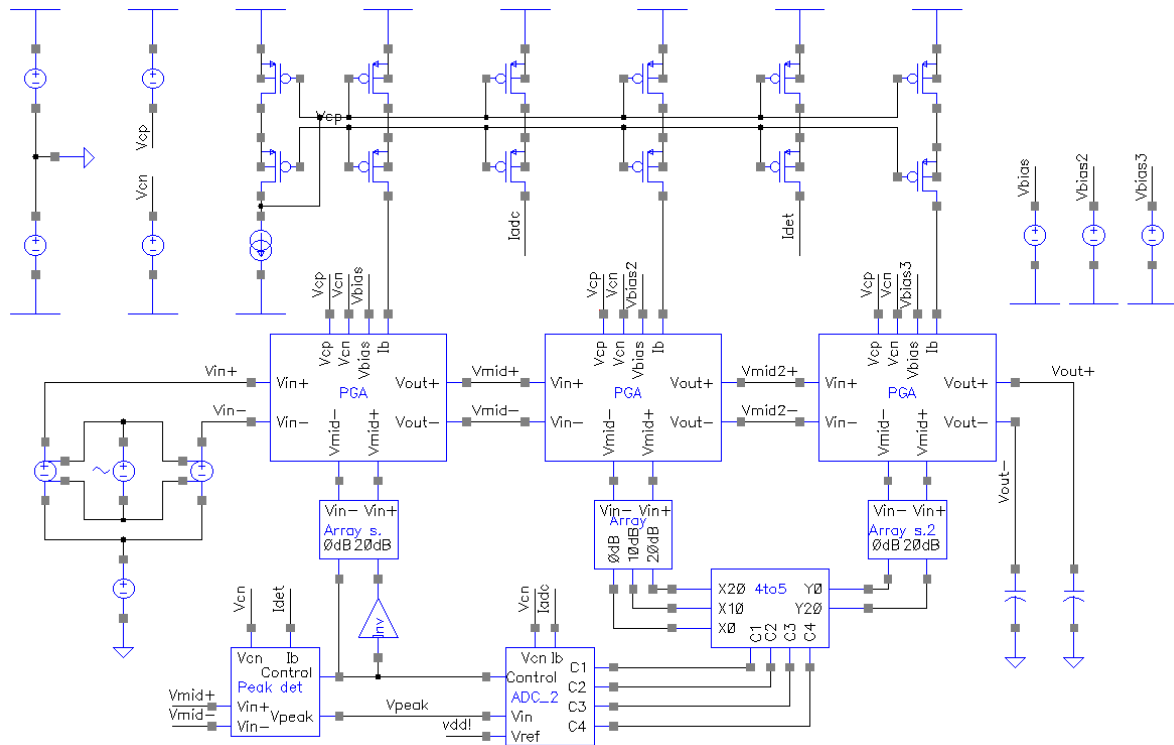 Vcp
Vcn
Vcp
Iadc
Idet
Vbias
Vbias2
Vbias3
Vcp
Vcn
Vbias
Vcp
Vcn
Vbias2
Vcp
Vcn
Vbias3
Vcp
Vcn
Vbias
Ib
PGA
Vin+
Vin-
Vout+
Vout-
Vmid-
Vmid+
Vcp
Vcn
Vbias
Ib
PGA
Vin+
Vin-
Vout+
Vout-
Vmid-
Vmid+
Vcp
Vcn
Vbias
Ib
PGA
Vin+
Vin-
Vout+
Vout-
Vmid-
Vmid+
Vin+
Vin-
Vmid+
Vmid-
Vmid2+
Vmid2-
Vout+
Vout-
Vin- Vin+
Array s.
0dB 20dB
Vin- Vin+
Array
0dB
10dB
20dB
Vin- Vin+
Array s.2
0dB 20dB
X20 4to5 Y0
X10 Y20
X0
C1
C2
C3
C4
Inv
Vcn
Idet
Vcn
Ib
Control
Peak det
Vin+
Vpeak
Vin-
Vmid+
Vmid-
Vpeak
vdd!
Vcn
Iadc
Vcn Ib
Control
ADC_2
Vin
Vref
C1
C2
C3
C4